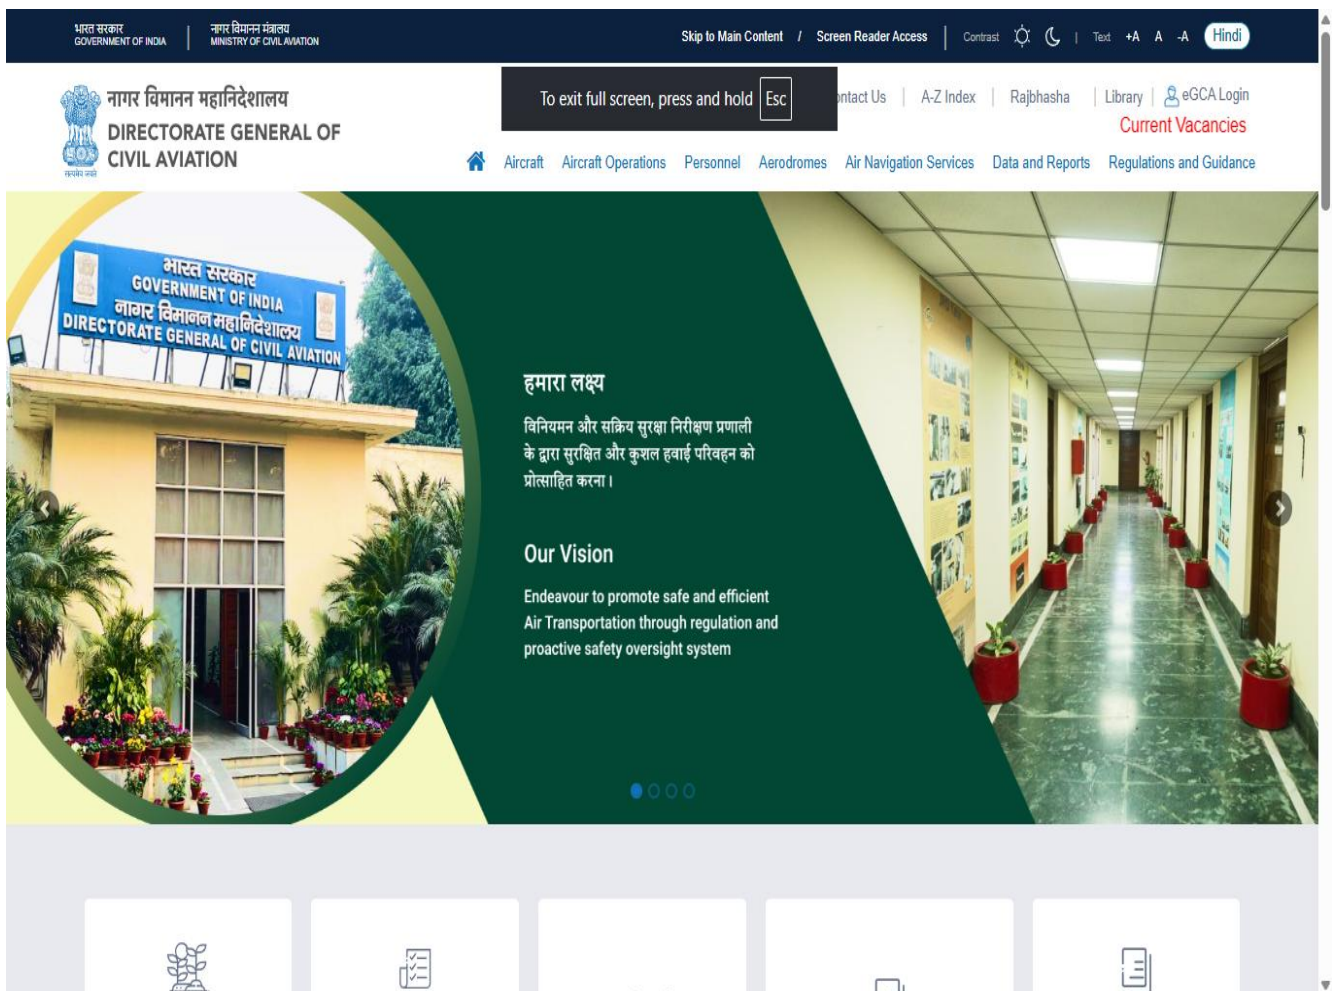 भारत सरकार
GOVERNMENT OF INDIA
नागर विमानन मंत्रालय
MINISTRY OF CIVIL AVIATION
Skip to Main Content / Screen Reader Access
Contrast
Text +A A -A Hindi
नागर विमानन महानिदेशालय
DIRECTORATE GENERAL OF
CIVIL AVIATION
सत्यमेव जयते
To exit full screen, press and hold Esc
ntact Us | A-Z Index | Rajbhasha | Library | eGCA Login
Current Vacancies
Aircraft Aircraft Operations Personnel Aerodromes Air Navigation Services Data and Reports Regulations and Guidance
भारत सरकार
GOVERNMENT OF INDIA
नागर विमानन महानिदेशालय
DIRECTORATE GENERAL OF CIVIL AVIATION
हमारा लक्ष्य
विनियमन और सक्रिय सुरक्षा निरीक्षण प्रणाली
के द्वारा सुरक्षित और कुशल हवाई परिवहन को
प्रोत्साहित करना।
Our Vision
Endeavour to promote safe and efficient
Air Transportation through regulation and
proactive safety oversight system